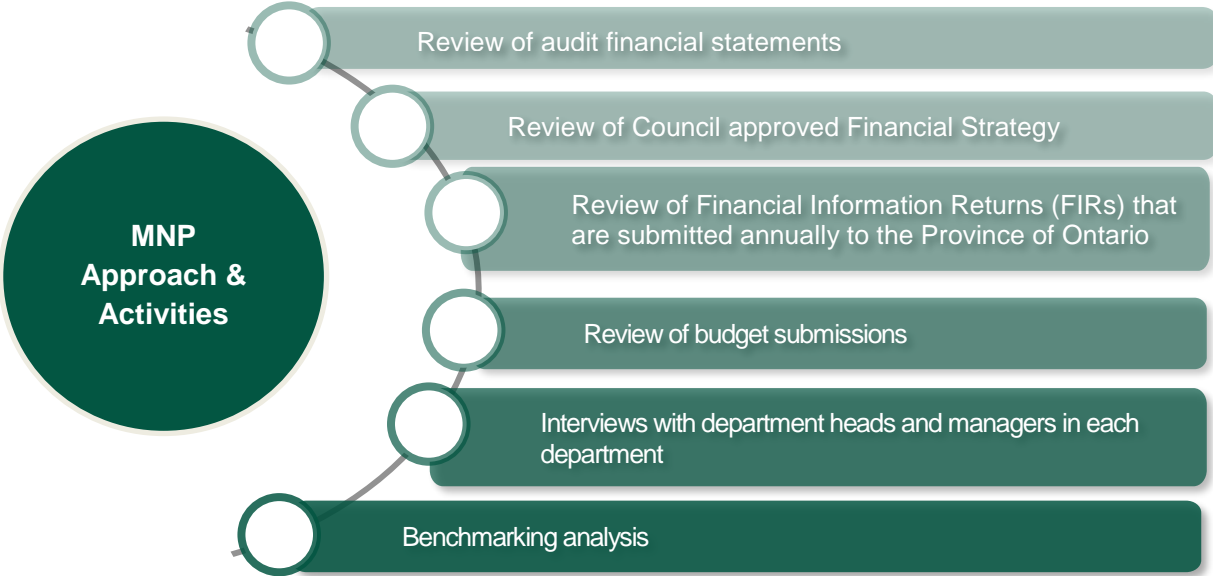 Review of audit financial statements
Review of Council approved Financial Strategy
Review of Financial Information Returns (FIRs) that
are submitted annually to the Province of Ontario
MNP
Approach &
Activities
Review of budget submissions
Interviews with department heads and managers in each
department
Benchmarking analysis